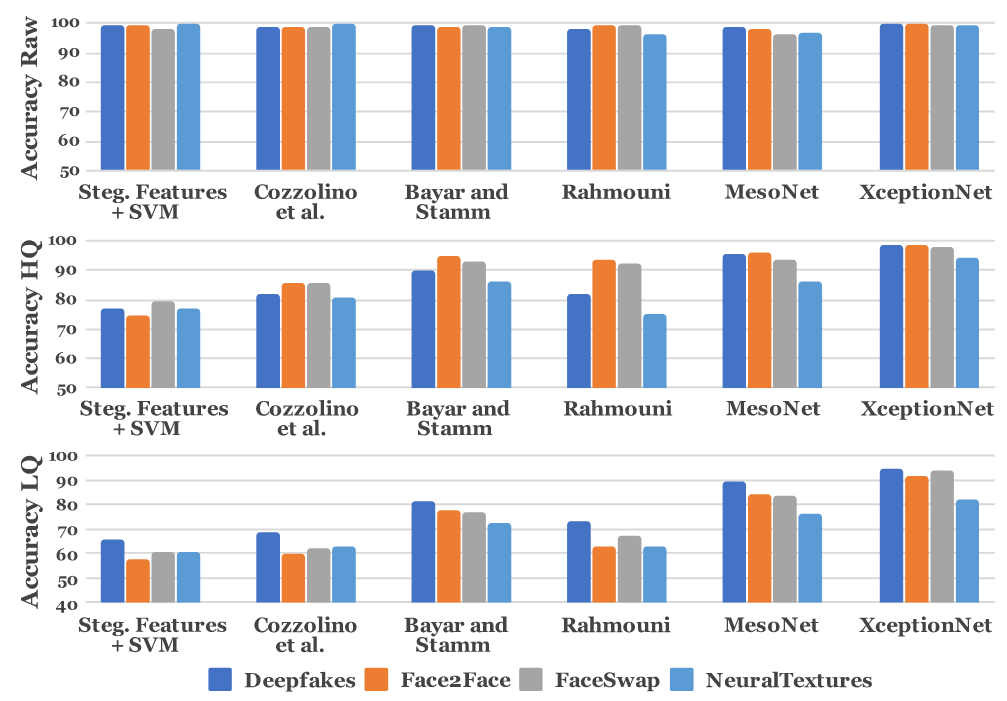 Accuracy Raw
100
90
80
70
60
50
Steg. Features
+ SVM
Cozzolino
et al.
Bayar and
Stamm
Rahmouni
MesoNet
XceptionNet
Accuracy HQ
100
90
80
70
60
50
Steg. Features
+ SVM
Cozzolino
et al.
Bayar and
Stamm
Rahmouni
MesoNet
XceptionNet
Accuracy LQ
100
90
80
70
60
50
40
Steg. Features
+ SVM
Cozzolino
et al.
Bayar and
Stamm
Rahmouni
MesoNet
XceptionNet
Deepfakes Face2Face FaceSwap NeuralTextures